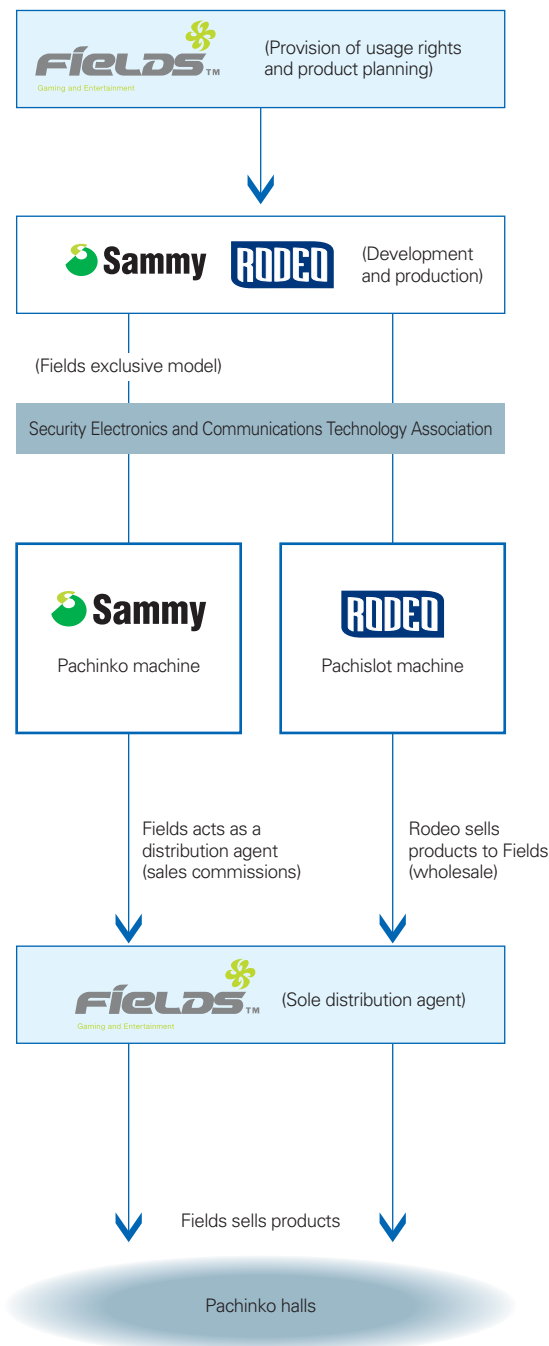 FIELDS™
Gaming and Entertainment
(Provision of usage rights
and product planning)
Sammy
RODEO
(Development
and production)
(Fields exclusive model)
Security Electronics and Communications Technology Association
Sammy
Pachinko machine
RODEO
Pachislot machine
Fields acts as a
distribution agent
(sales commissions)
Rodeo sells
products to Fields
(wholesale)
FIELDS™
Gaming and Entertainment
(Sole distribution agent)
Fields sells products
Pachinko halls